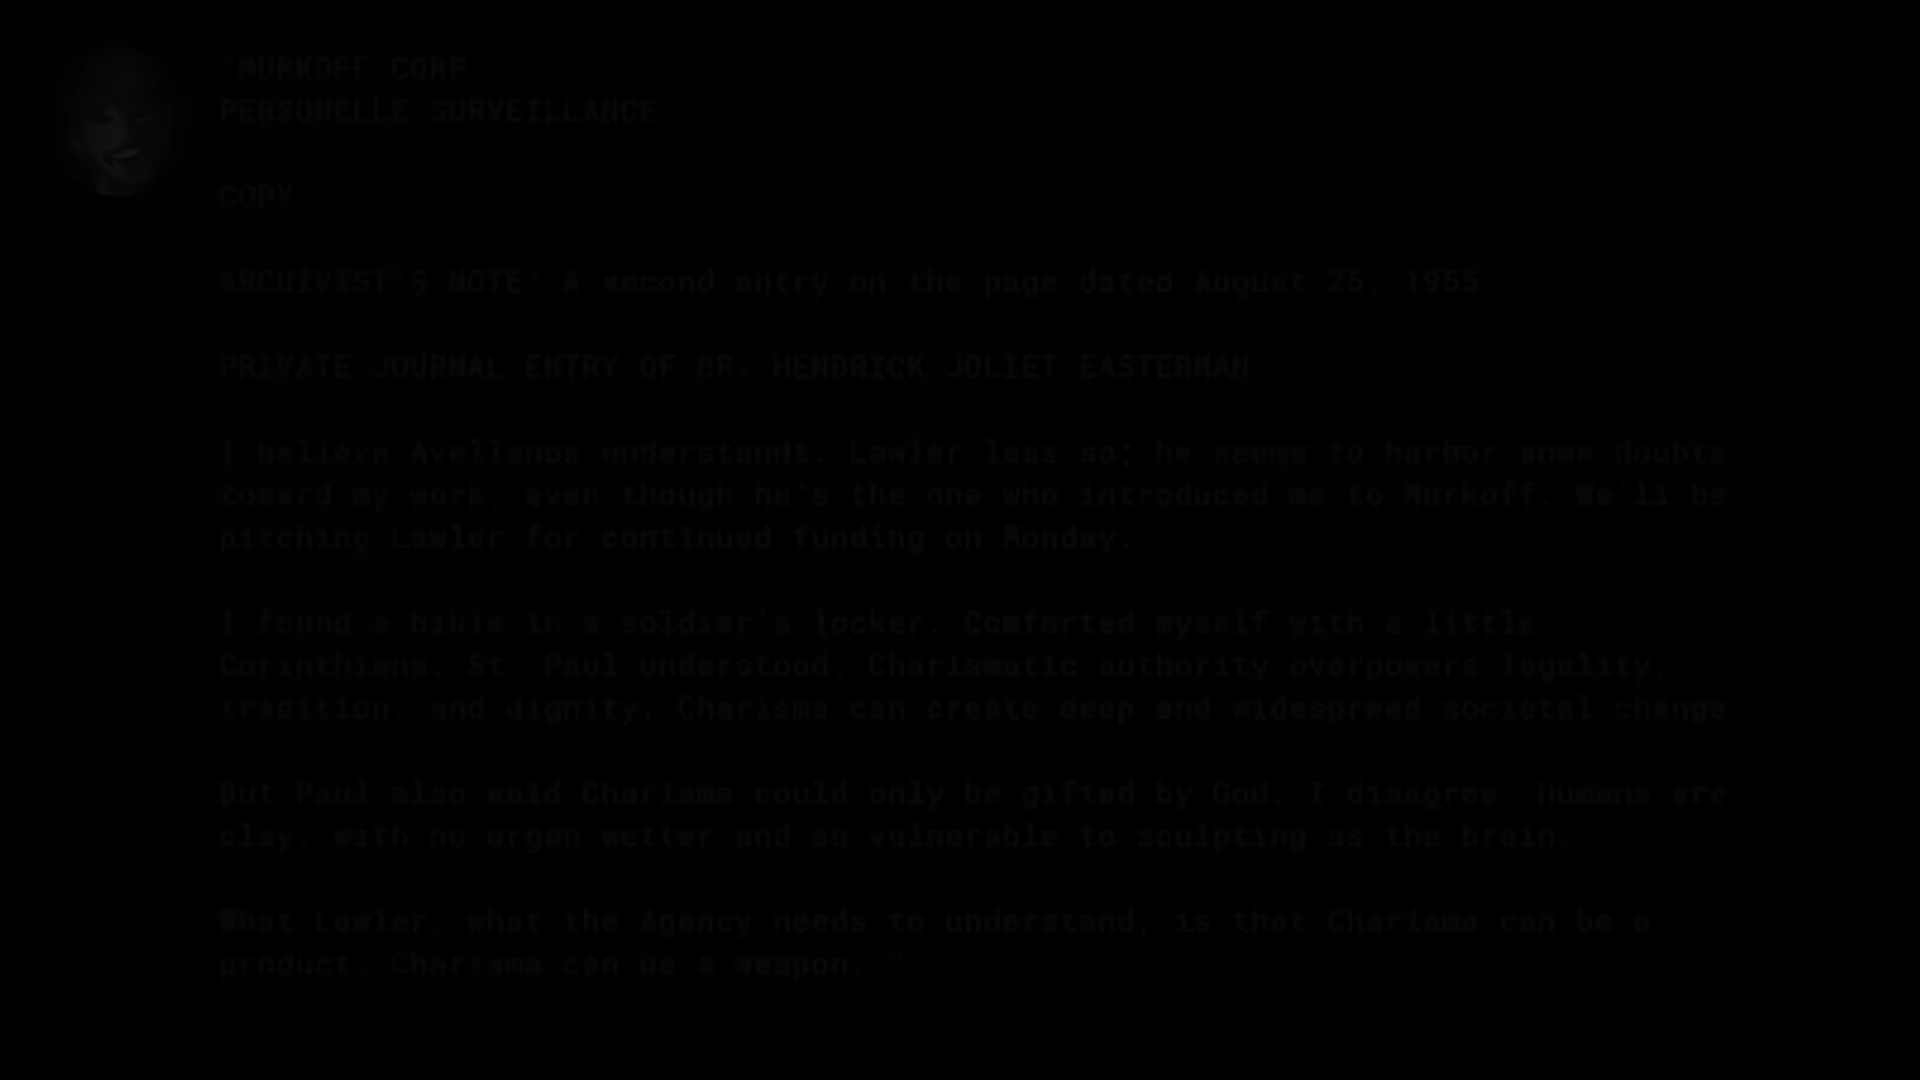 "MURKOFF CORP
PERSONELLE SURVEILLANCE
COPY
ARCHIVIST'S NOTE: A second entry on the page dated August 25, 1955
PRIVATE JOURNAL ENTRY OF DR. HENDRICK JOLIET EASTERMAN
I believe Avellanos understands. Lawler less so; he seems to harbor some doubts
toward my work, even though he's the one who introduced me to Murkoff. We'll be
pitching Lawler for continued funding on Monday.
I found a bible in a soldier's locker. Comforted myself with a little
Corinthians. St. Paul understood. Charismatic authority overpowers legality,
tradition, and dignity. Charisma can create deep and widespread societal change
But Paul also said Charisma could only be gifted by God. I disagree. Humans are
clay, with no organ wetter and so vulnerable to sculpting as the brain.
What Lawler, what the Agency needs to understand, is that Charisma can be a
product. Charisma can be a weapon. "